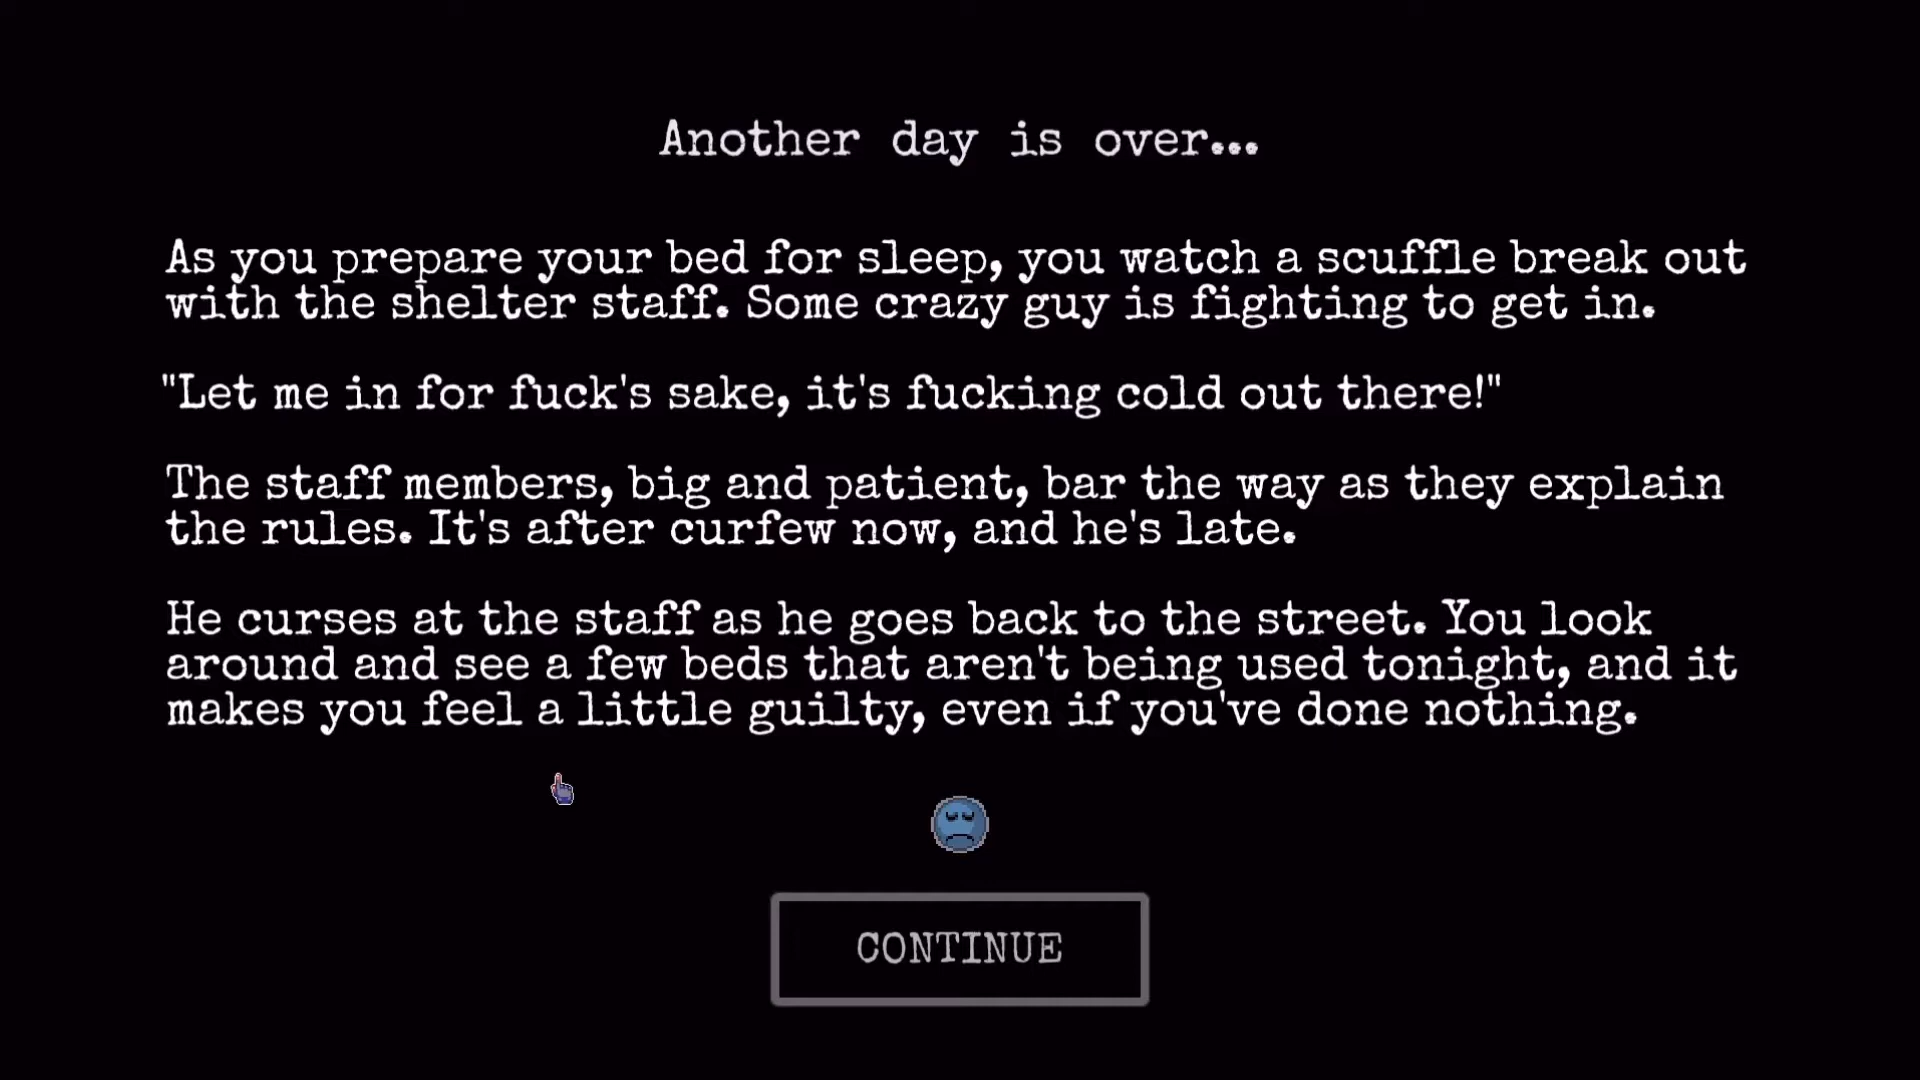 Another day is over...
As you prepare your bed for sleep, you watch a scuffle break out
with the shelter staff. Some crazy guy is fighting to get in.
"Let me in for fuck's sake, it's fucking cold out there!"
The staff members, big and patient, bar the way as they explain
the rules. It's after curfew now, and he's late.
He curses at the staff as he goes back to the street. You look
around and see a few beds that aren't being used tonight, and it
makes you feel a little guilty, even if you've done nothing.
CONTINUE